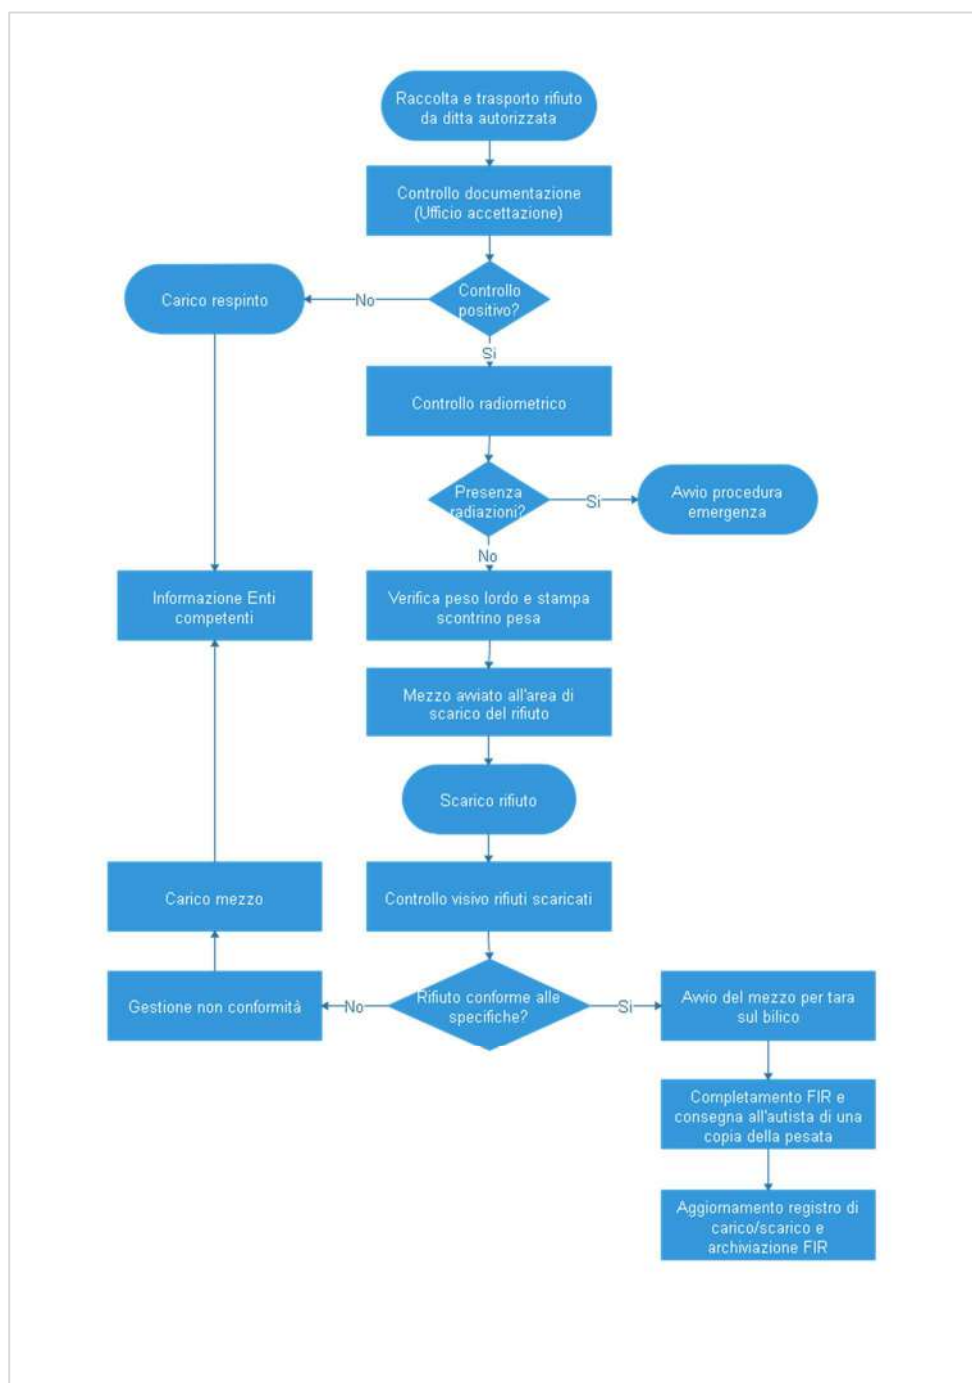 Raccolta e trasporto rifiuto
da ditta autorizzata
Controllo documentazione
(Ufficio accettazione)
Controllo
positivo?
No
Carico respinto
Si
Controllo radiometrico
Presenza
radiazioni?
Si
Avvio procedura
emergenza
No
Informazione Enti
competenti
Verifica peso lordo e stampa
scontrino pesa
Mezzo avviato all'area di
scarico del rifiuto
Scarico rifiuto
Carico mezzo
Controllo visivo rifiuti scaricati
Gestione non conformità
No
Rifiuto conforme alle
specifiche?
Si
Avvio del mezzo per tara
sul bilico
Completamento FIR e
consegna all'autista di una
copia della pesata
Aggiornamento registro di
carico/scarico e
archiviazione FIR